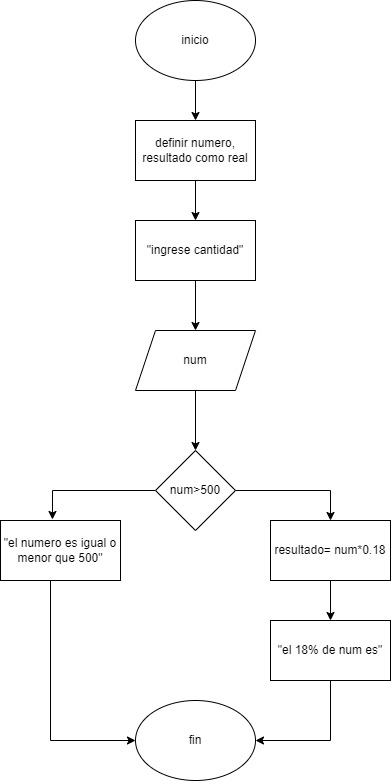 inicio
definir numero,
resultado como real
"ingrese cantidad"
num
num>500
"el numero es igual o
menor que 500"
resultado= num*0.18
"el 18% de num es"
fin